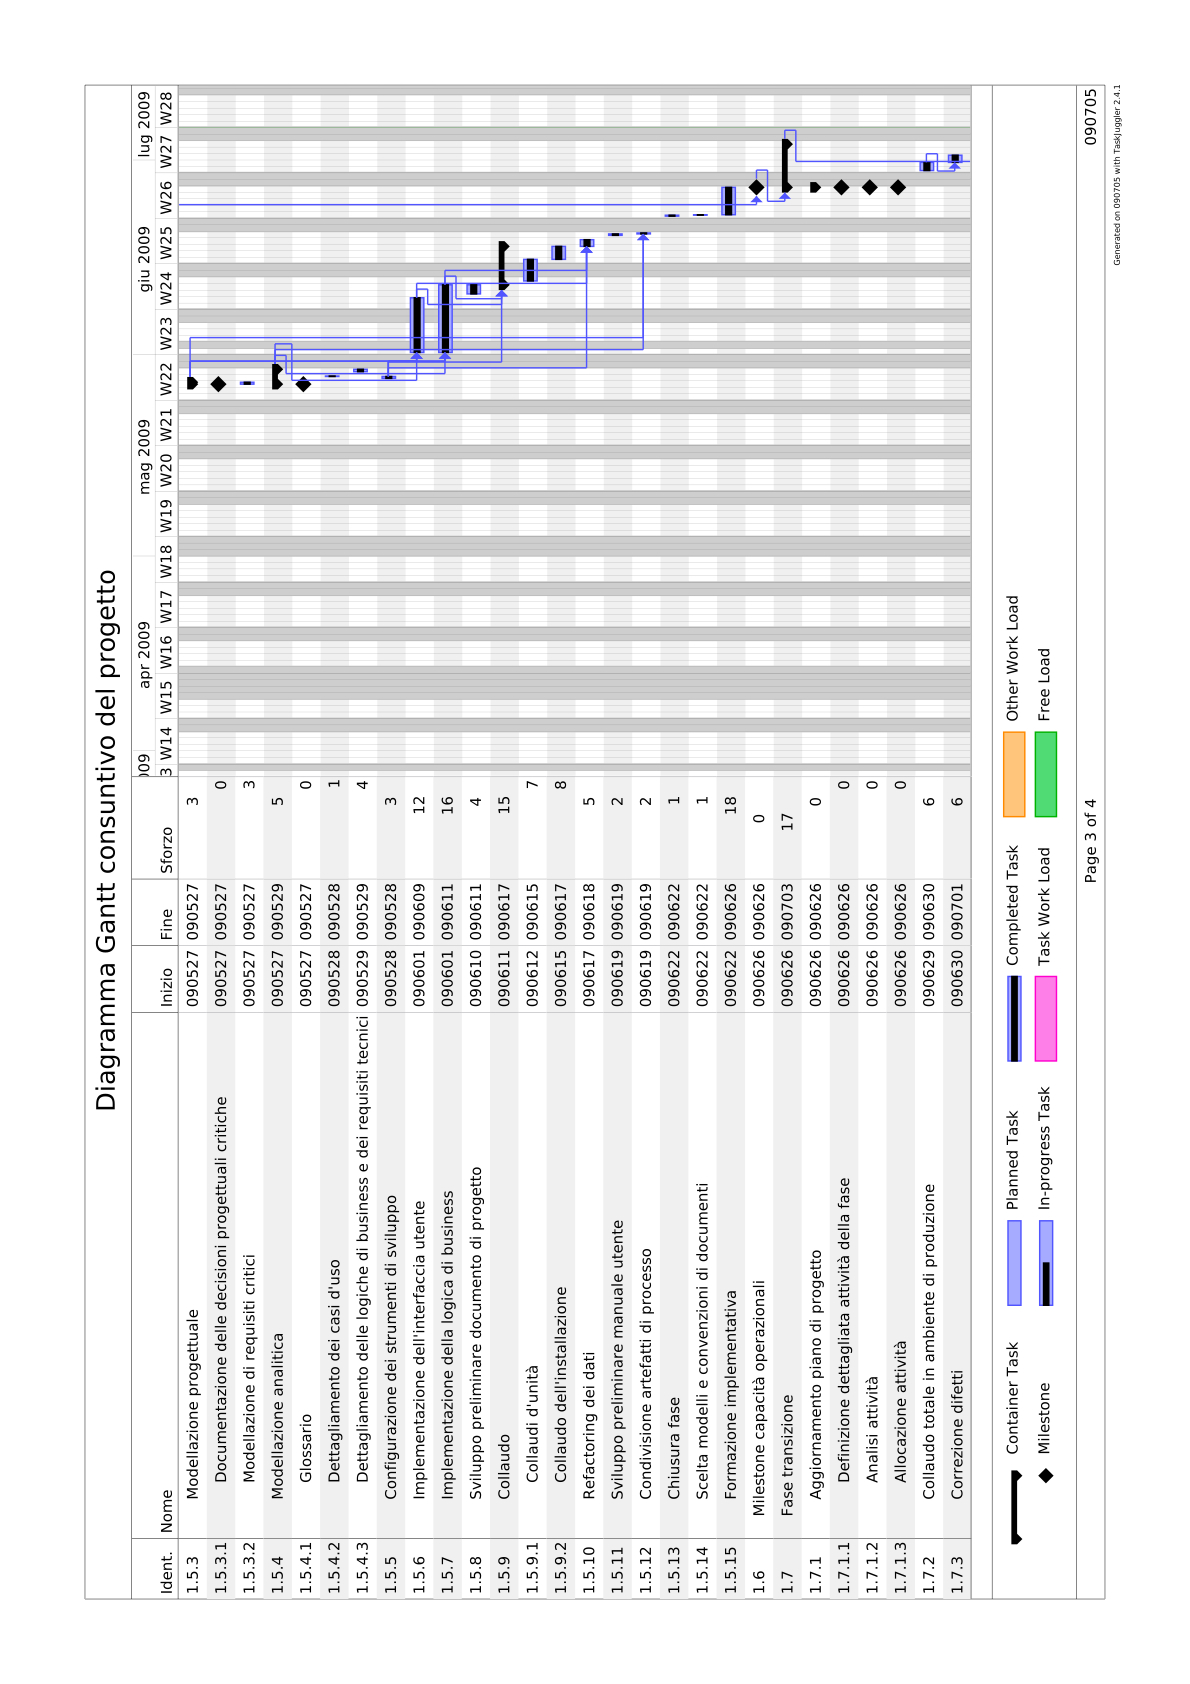 Diagramma Gantt consuntivo del progetto
Ident. Nome Inizio Fine Sforzo
09 apr 2009 mag 2009 giu 2009 lug 2009
3 W14 W15 W16 W17 W18 W19 W20 W21 W22 W23 W24 W25 W26 W27 W28
1.5.3 Modellazione progettuale 090527 090527 3
1.5.3.1 Documentazione delle decisioni progettuali critiche 090527 090527 0
1.5.3.2 Modellazione di requisiti critici 090527 090527 3
1.5.4 Modellazione analitica 090527 090529 5
1.5.4.1 Glossario 090527 090527 0
1.5.4.2 Dettagliamento dei casi d'uso 090528 090528 1
1.5.4.3 Dettagliamento delle logiche di business e dei requisiti tecnici 090529 090529 4
1.5.5 Configurazione dei strumenti di sviluppo 090528 090528 3
1.5.6 Implementazione dell'interfaccia utente 090601 090609 12
1.5.7 Implementazione della logica di business 090601 090611 16
1.5.8 Sviluppo preliminare documento di progetto 090610 090611 4
1.5.9 Collaudo 090611 090617 15
1.5.9.1 Collaudi d'unità 090612 090615 7
1.5.9.2 Collaudo dell'installazione 090615 090617 8
1.5.10 Refactoring dei dati 090617 090618 5
1.5.11 Sviluppo preliminare manuale utente 090619 090619 2
1.5.12 Condivisione artefatti di processo 090619 090619 2
1.5.13 Chiusura fase 090622 090622 1
1.5.14 Scelta modelli e convenzioni di documenti 090622 090622 1
1.5.15 Formazione implementativa 090622 090626 18
1.6 Milestone capacità operazionali 090626 090626 0
1.7 Fase transizione 090626 090703 17
1.7.1 Aggiornamento piano di progetto 090626 090626 0
1.7.1.1 Definizione dettagliata attività della fase 090626 090626 0
1.7.1.2 Analisi attività 090626 090626 0
1.7.1.3 Allocazione attività 090626 090626 0
1.7.2 Collaudo totale in ambiente di produzione 090629 090630 6
1.7.3 Correzione difetti 090630 090701 6
Container Task Planned Task Completed Task Other Work Load
Milestone In-progress Task Task Work Load Free Load
Page 3 of 4 090705
Generated on 090705 with TaskJuggler 2.4.1